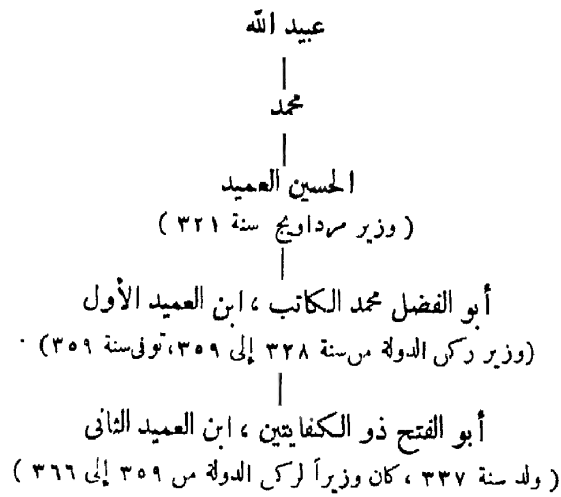 عبيد الله
محمد
الحسين العميد
( وزير مرداويج سنة ٣٢١ )
أبو الفضل محمد الكاتب ، ابن العميد الأول
(وزير ركن الدولة من سنة ٣٢٨ إلى ٣٥٩، توفى سنة ٣٥٩) .
أبو الفتح ذو الكفايتين ، ابن العميد الثانى
( ولد سنة ٣٣٧ ، كان وزيراً لركن الدولة من ٣٥٩ إلى ٣٦٦ )